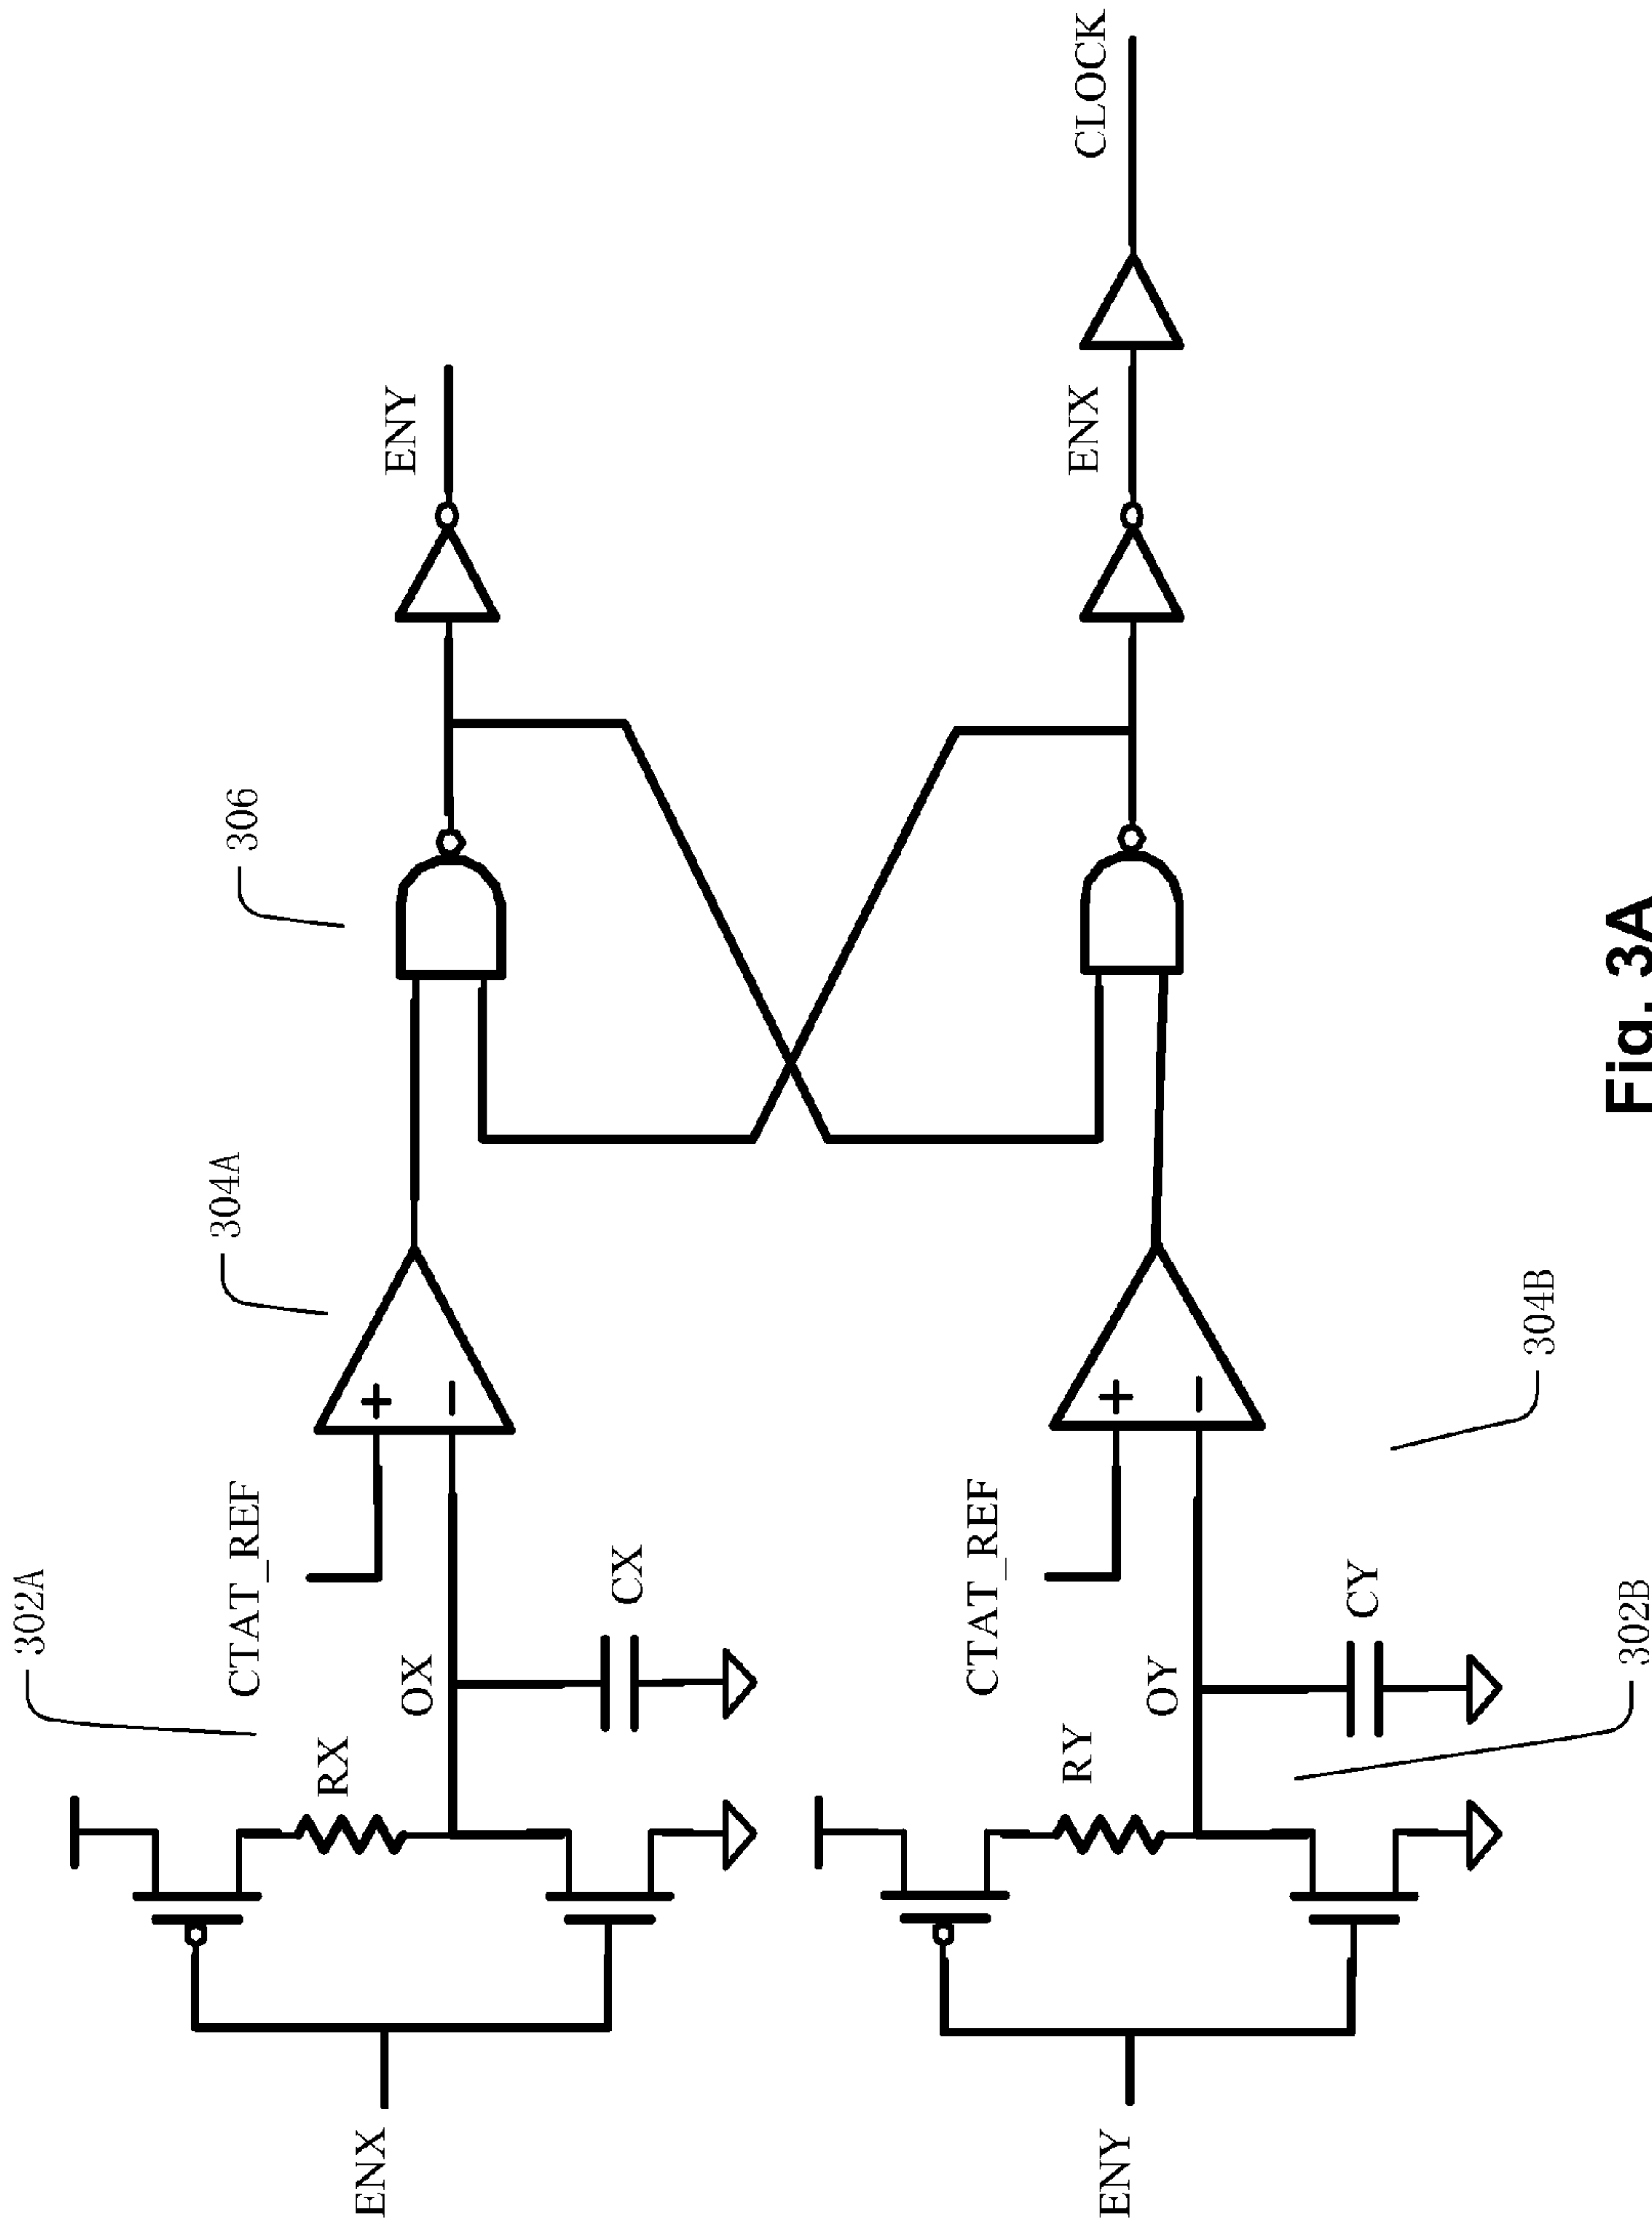 302A
304A
306
CTAT_REF
RX
OX
CX
ENX
ENY
CTAT_REF
RY
OY
CY
ENY
ENX
CLOCK
302B
304B
Fig. 3A